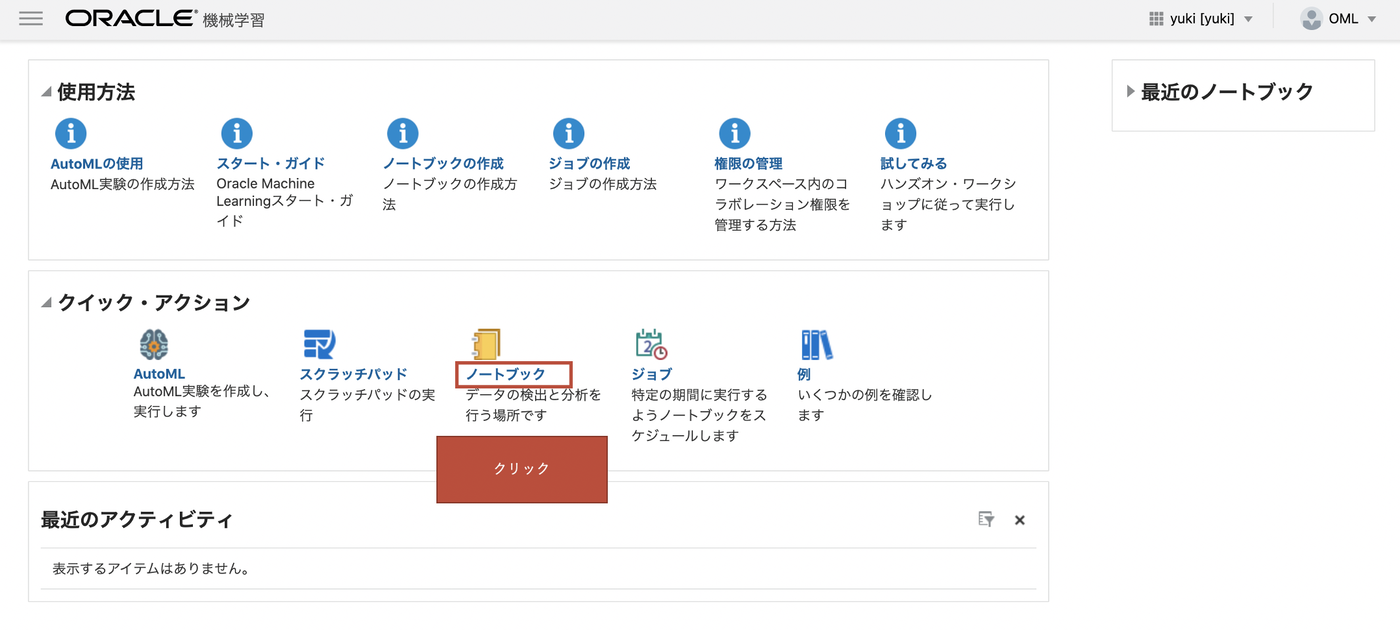 ORACLE® 機械学習
yuki [yuki]
OML
使用方法
AutoMLの使用
AutoML実験の作成方法
スタート・ガイド
Oracle Machine
Learningスタート・ガ
イド
ノートブックの作成
ノートブックの作成方
法
ジョブの作成
ジョブの作成方法
権限の管理
ワークスペース内のコ
ラボレーション権限を
管理する方法
試してみる
ハンズオン・ワークシ
ョップに従って実行し
ます
最近のノートブック
クイック・アクション
AutoML
AutoML実験を作成し、
実行します
スクラッチパッド
スクラッチパッドの実
行
ノートブック
データの検出と分析を
行う場所です
クリック
2
ジョブ
特定の期間に実行する
ようノートブックをス
ケジュールします
例
いくつかの例を確認し
ます
最近のアクティビティ
表示するアイテムはありません。